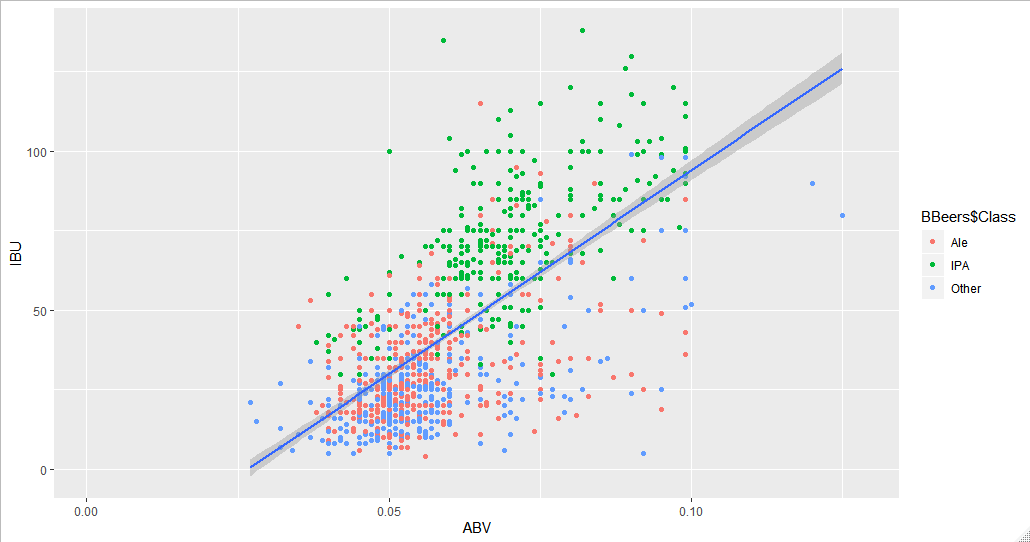 IBU
100
50
0
0.00
0.05
0.10
ABV
BBeers$Class
Ale
IPA
Other